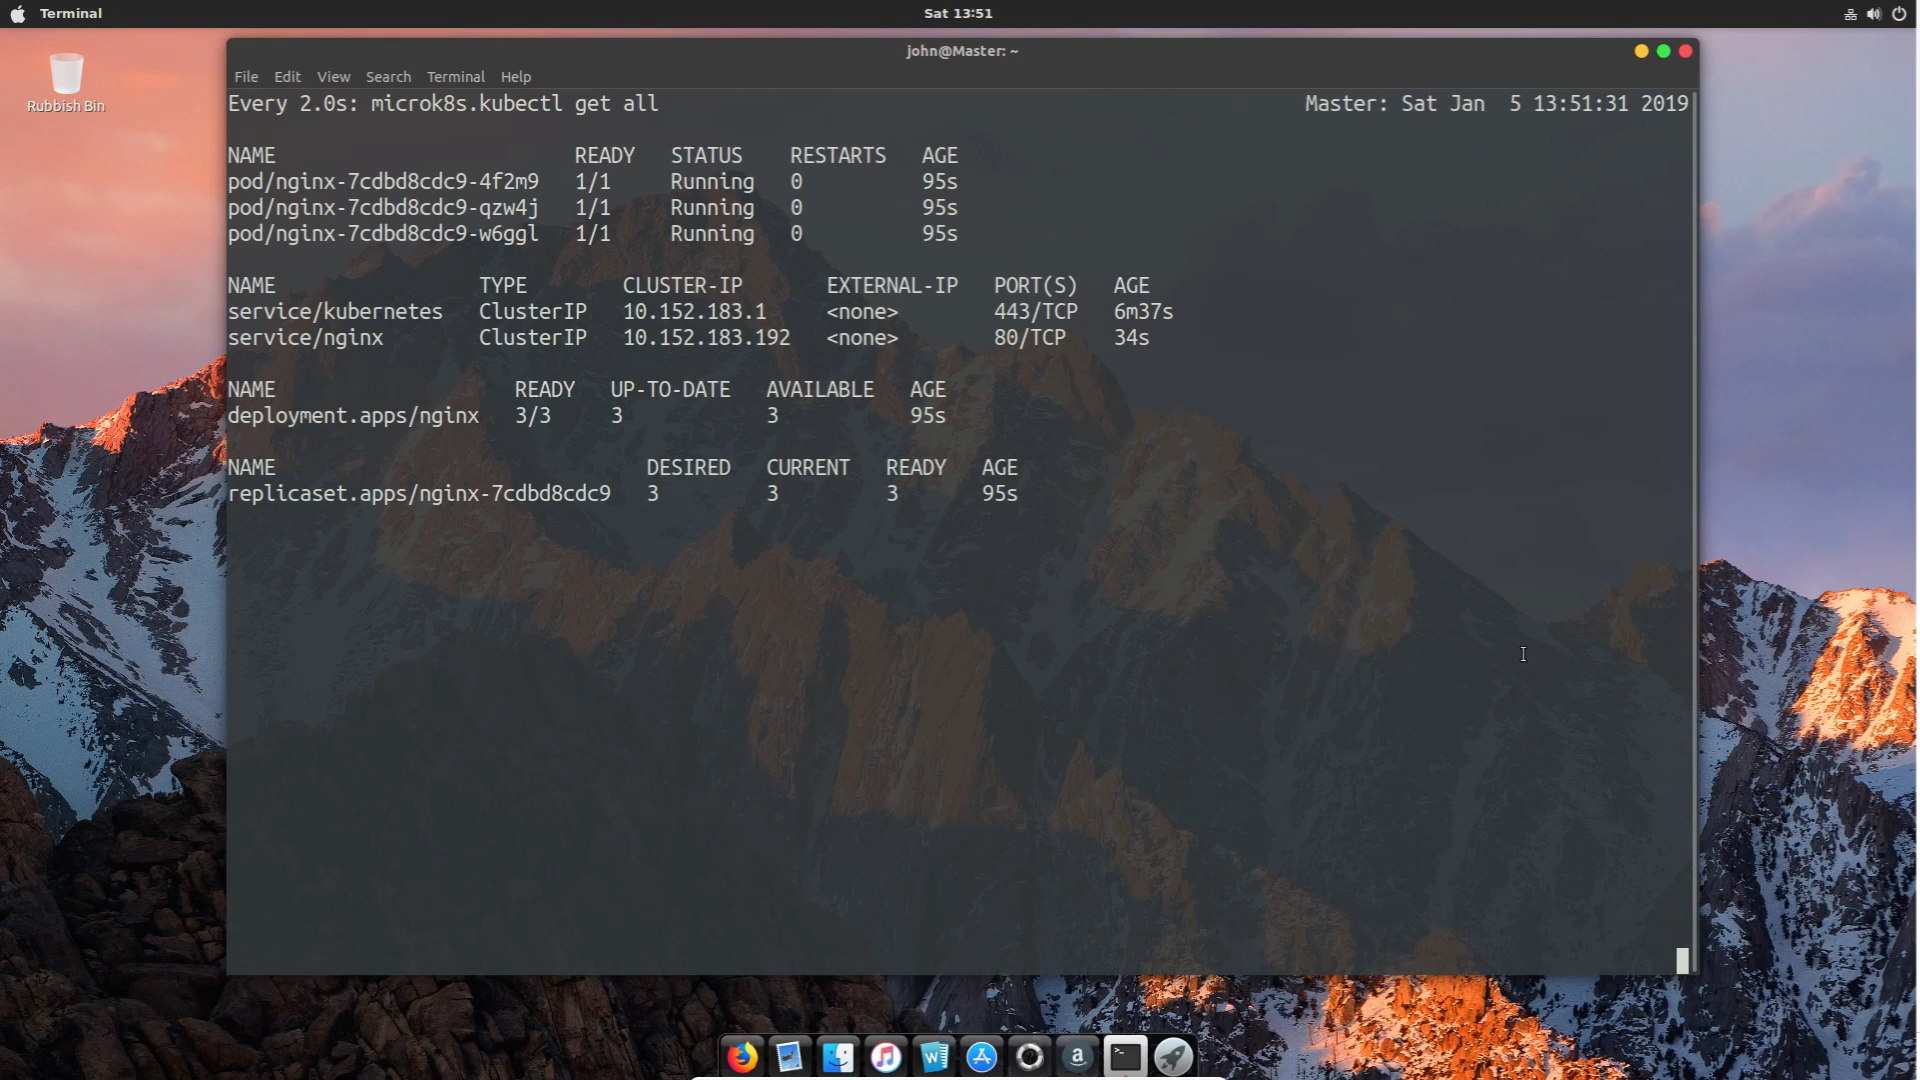 Terminal
Sat 13:51
Rubbish Bin
john@Master: ~
File Edit View Search Terminal Help
Every 2.0s: microk8s.kubectl get all Master: Sat Jan 5 13:51:31 2019
NAME READY STATUS RESTARTS AGE
pod/nginx-7cdbd8cdc9-4f2m9 1/1 Running 0 95s
pod/nginx-7cdbd8cdc9-qzw4j 1/1 Running 0 95s
pod/nginx-7cdbd8cdc9-w6ggl 1/1 Running 0 95s
NAME TYPE CLUSTER-IP EXTERNAL-IP PORT(S) AGE
service/kubernetes ClusterIP 10.152.183.1 <none> 443/TCP 6m37s
service/nginx ClusterIP 10.152.183.192 <none> 80/TCP 34s
NAME READY UP-TO-DATE AVAILABLE AGE
deployment.apps/nginx 3/3 3 3 95s
NAME DESIRED CURRENT READY AGE
replicaset.apps/nginx-7cdbd8cdc9 3 3 3 95s